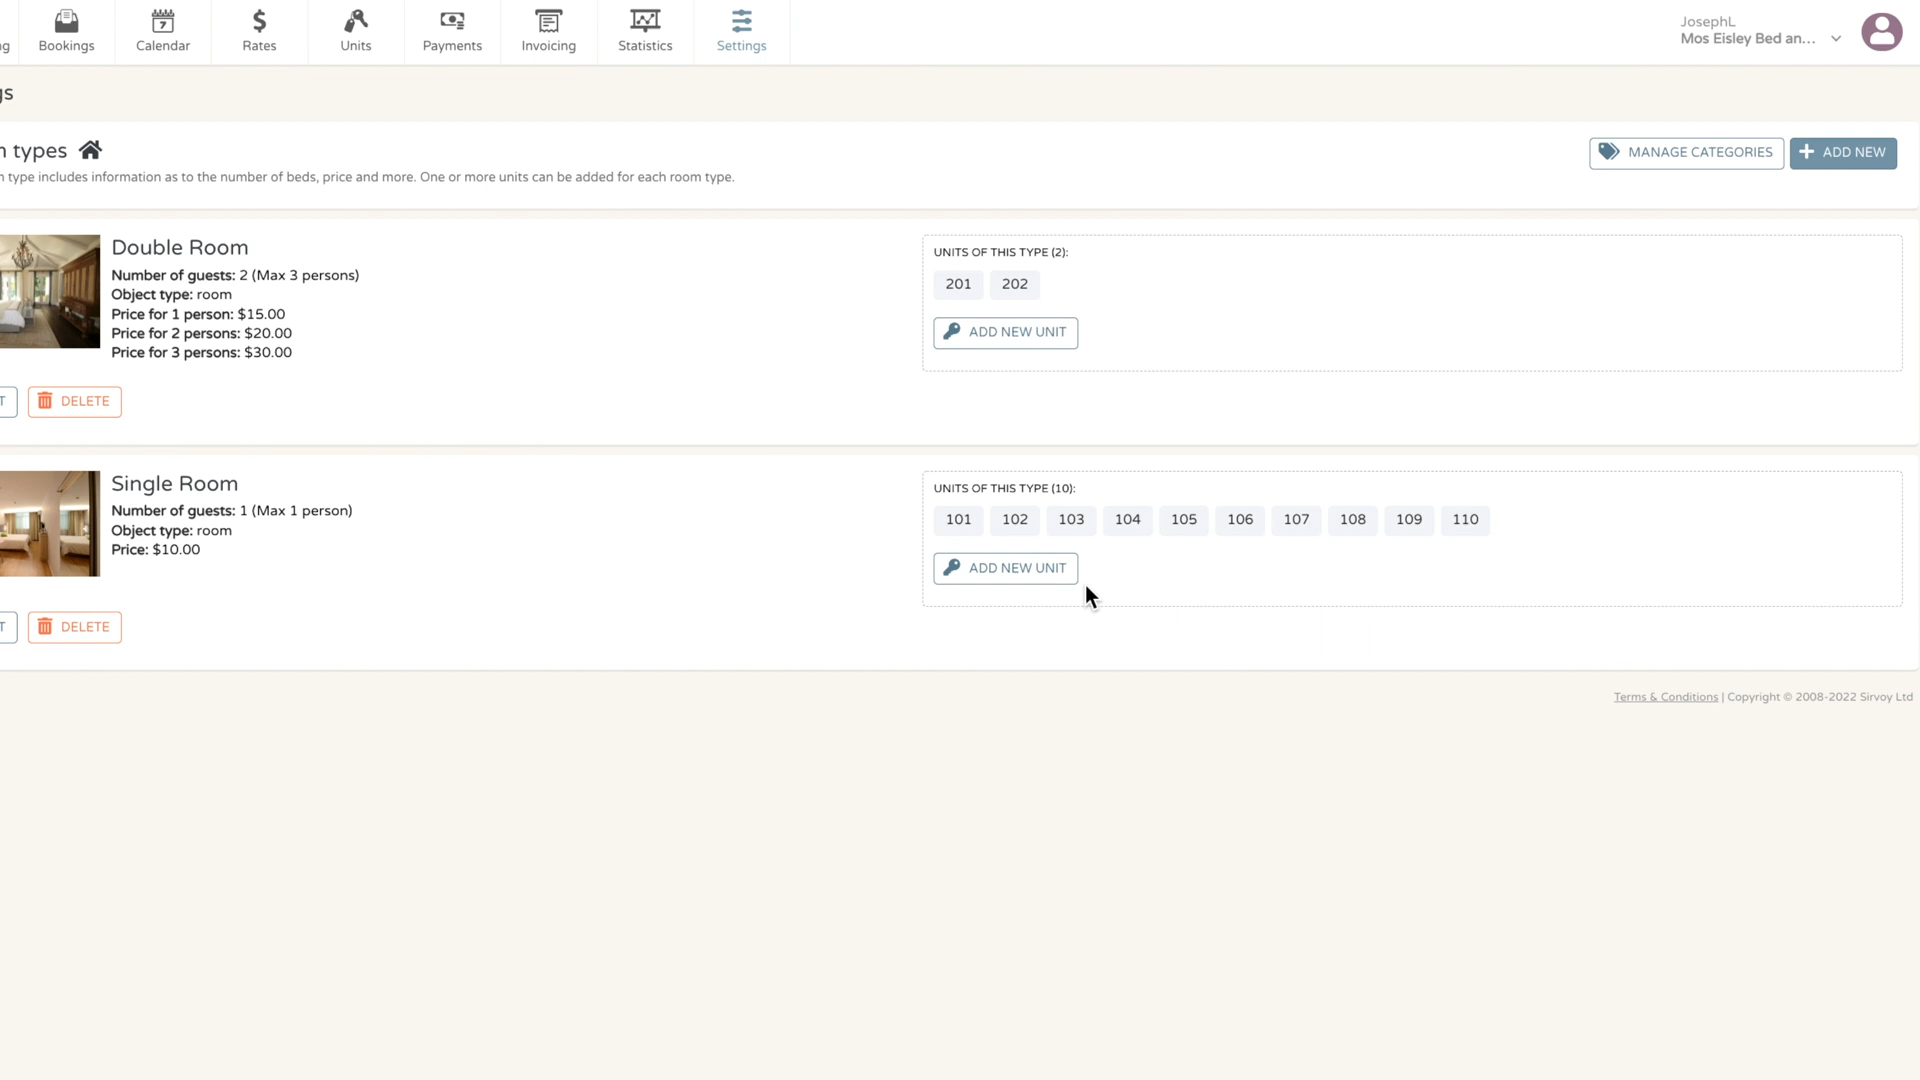 JosephL
Bookings Calendar Rates Units Payments Invoicing Statistics Settings
Mos Eisley Bed an...
types
MANAGE CATEGORIES
ADD NEW
type includes information as to the number of beds, price and more. One or more units can be added for each room type.
Double Room
Number of guests: 2 (Max 3 persons)
Object type: room
Price for 1 person: $15.00
Price for 2 persons: $20.00
Price for 3 persons: $30.00
DELETE
UNITS OF THIS TYPE (2):
201 202
ADD NEW UNIT
Single Room
Number of guests: 1 (Max 1 person)
Object type: room
Price: $10.00
DELETE
UNITS OF THIS TYPE (10):
101 102 103 104 105 106 107 108 109 110
ADD NEW UNIT
Terms & Conditions | Copyright © 2008-2022 Sirvoy Ltd